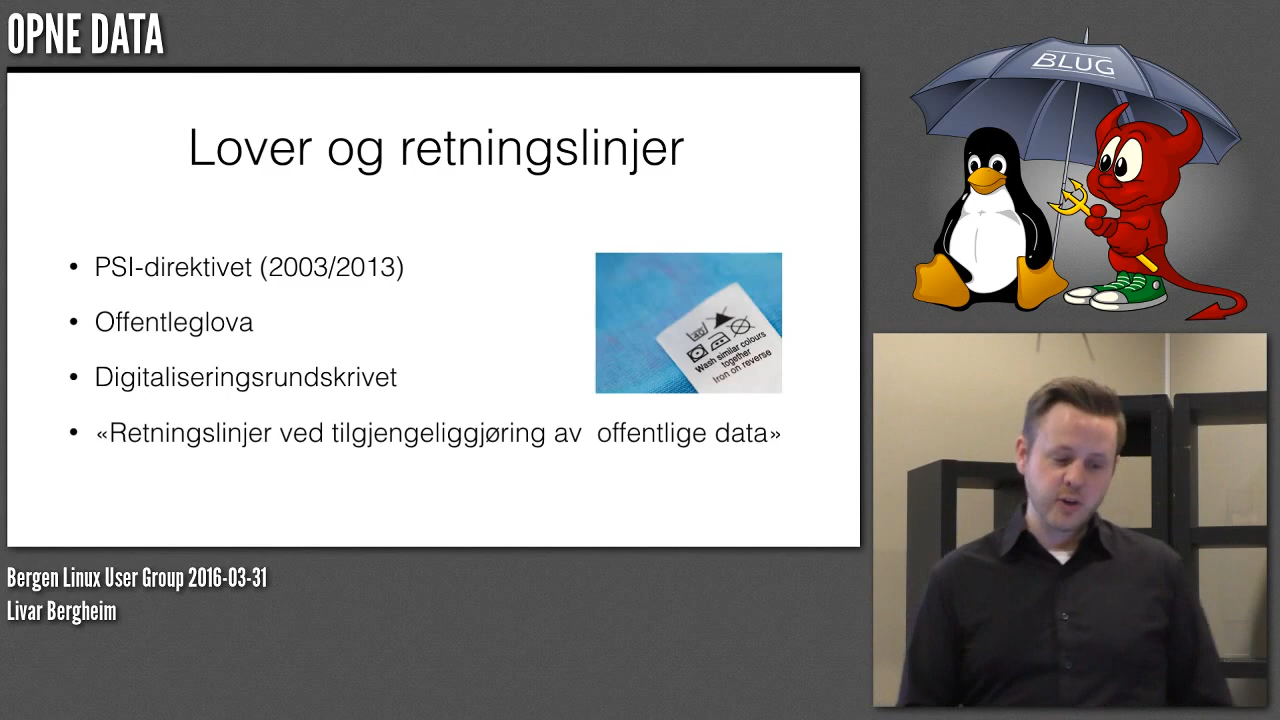 OPNE DATA
BLUG
Lover og retningslinjer
• PSI-direktivet (2003/2013)
• Offentleglova
• Digitaliseringsrundskrivet
• «Retningslinjer ved tilgjengeliggjøring av offentlige data»
40
Wash similar colours
together
Iron on reverse
Bergen Linux User Group 2016-03-31
Livar Bergheim